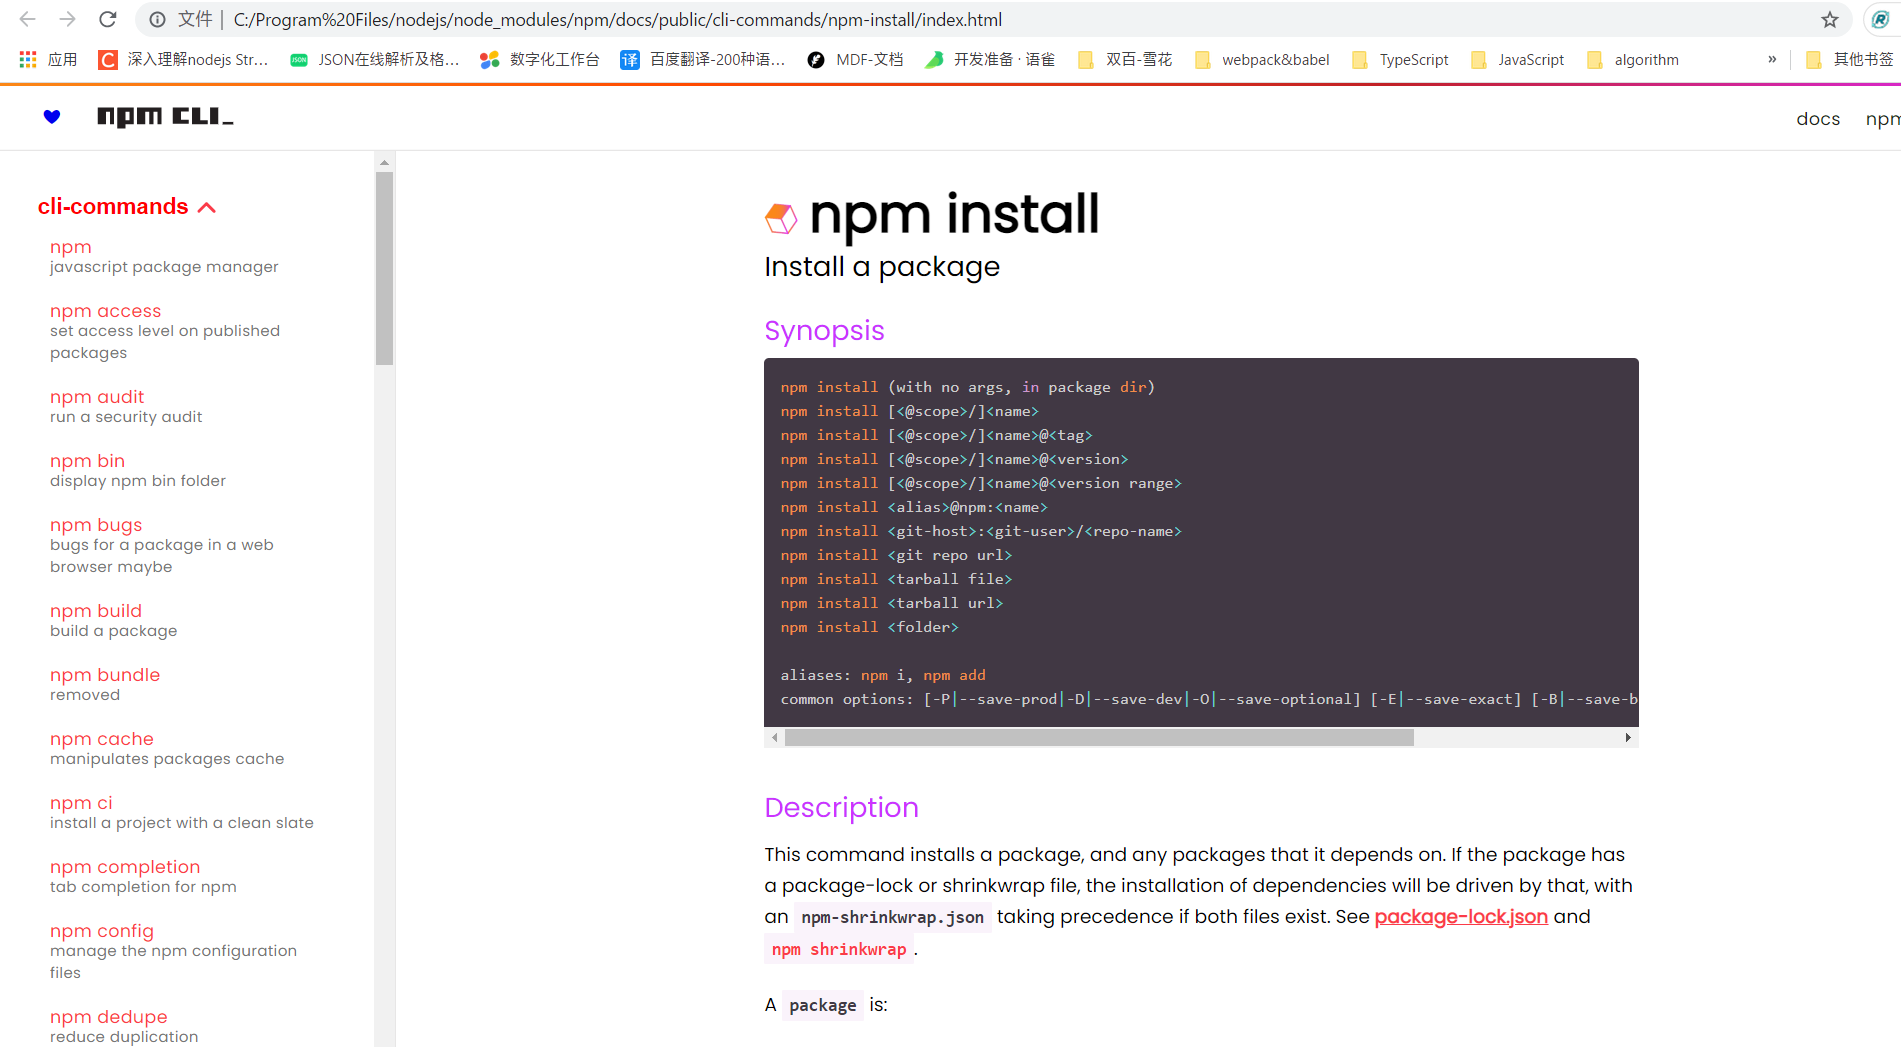 文件 | C:/Program%20Files/nodejs/node_modules/npm/docs/public/cli-commands/npm-install/index.html
应用 深入理解nodejs Str... JSON在线解析及格... 数字化工作台 百度翻译-200种语... MDF-文档 开发准备 · 语雀 双百-雪花 webpack&babel TypeScript JavaScript algorithm » 其他书签
npm CLI_
docs npm
cli-commands
npm
javascript package manager
npm access
set access level on published
packages
npm audit
run a security audit
npm bin
display npm bin folder
npm bugs
bugs for a package in a web
browser maybe
npm build
build a package
npm bundle
removed
npm cache
manipulates packages cache
npm ci
install a project with a clean slate
npm completion
tab completion for npm
npm config
manage the npm configuration
files
npm dedupe
reduce duplication
npm install
Install a package
Synopsis
npm install (with no args, in package dir)
npm install [<@scope>/]<name>
npm install [<@scope>/]<name>@<tag>
npm install [<@scope>/]<name>@<version>
npm install [<@scope>/]<name>@<version range>
npm install <alias>@npm:<name>
npm install <git-host>:<git-user>/<repo-name>
npm install <git repo url>
npm install <tarball file>
npm install <tarball url>
npm install <folder>
aliases: npm i, npm add
common options: [-P|--save-prod|-D|--save-dev|-O|--save-optional] [-E|--save-exact] [-B|--save-b
Description
This command installs a package, and any packages that it depends on. If the package has
a package-lock or shrinkwrap file, the installation of dependencies will be driven by that, with
an npm-shrinkwrap.json taking precedence if both files exist. See package-lock.json and
npm shrinkwrap.
A package is: